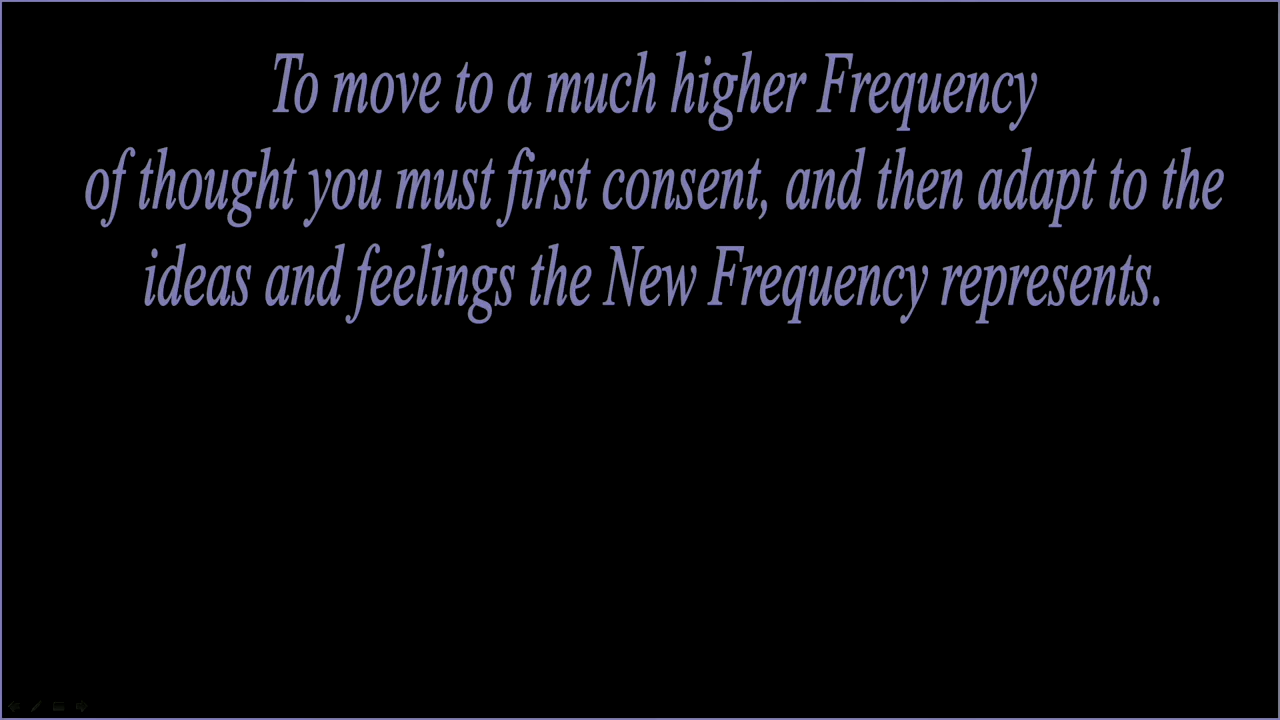 To move to a much higher Frequency
of thought you must first consent, and then adapt to the
ideas and feelings the New Frequency represents.